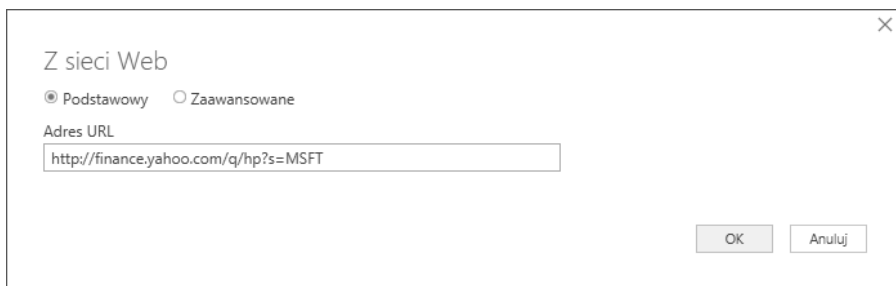 Z sieci Web
Podstawowy Zaawansowane
Adres URL
http://finance.yahoo.com/q/hp?s=MSFT
OK Anuluj